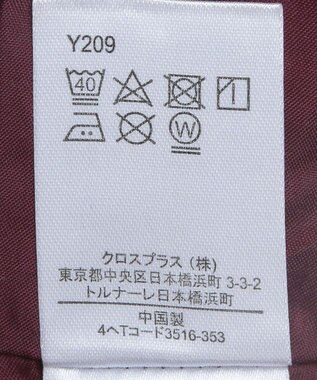 Y209
40
W
クロスプラス (株)
東京都中央区日本橋浜町 3-3-2
トルナーレ日本橋浜町
中国製
4ヘTコード3516-353